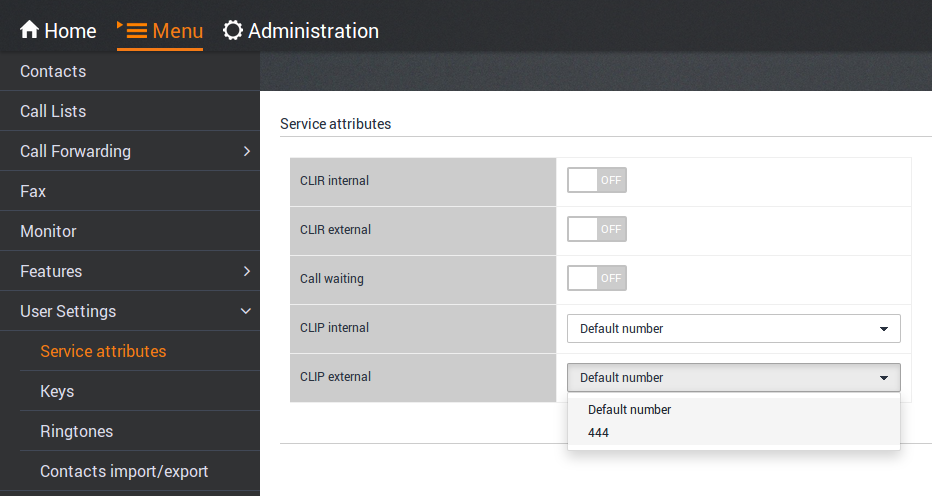 Home Menu Administration
Contacts
Call Lists
Call Forwarding
Fax
Monitor
Features
User Settings
Service attributes
Keys
Ringtones
Contacts import/export
Service attributes
CLIR internal OFF
CLIR external OFF
Call waiting OFF
CLIP internal Default number
CLIP external Default number
Default number
444